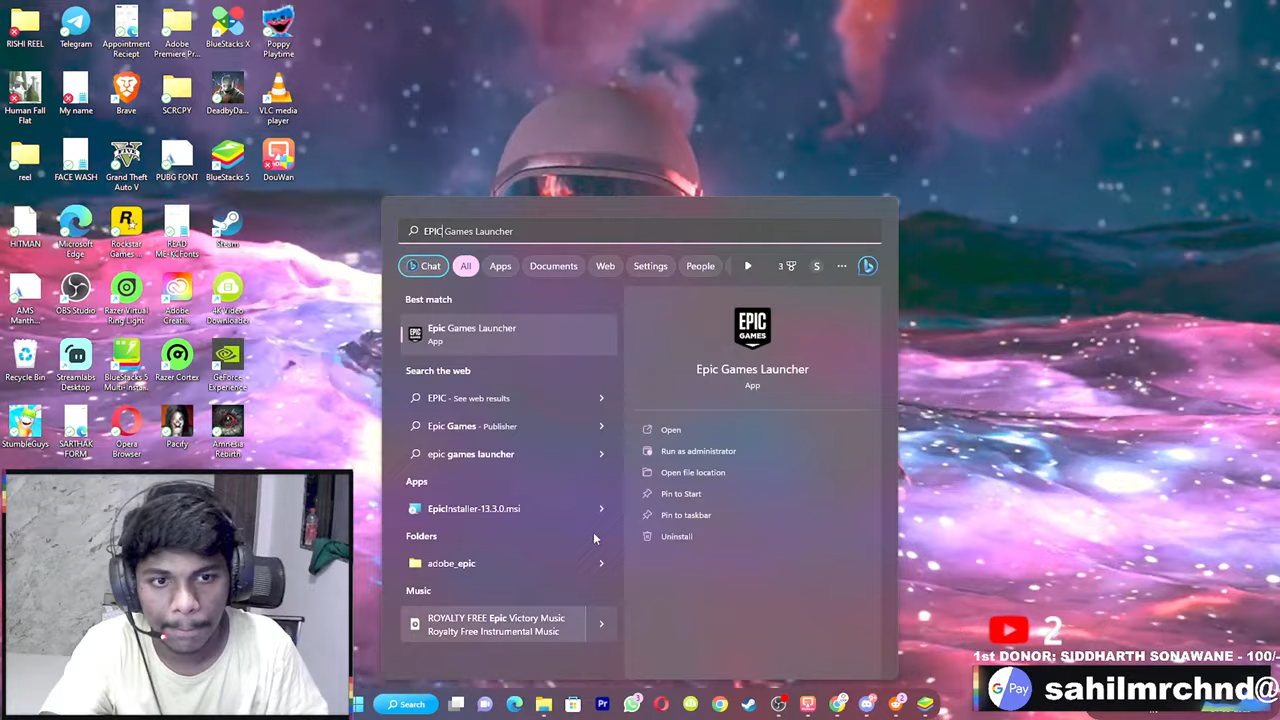 RISHI REEL
Telegram
Appointment
Reciept
Adobe
Premiere Pr...
BlueStacks X
Poppy
Playtime
Human Fall
Flat
My name
Brave
SCRCPY
DeadbyDa...
VLC media
player
reel
FACE WASH
Grand Theft
Auto V
PUBG FONT
BlueStacks 5
DouWan
HITMAN
Microsoft
Edge
Rockstar
Games ...
READ
ME-KCFonts
Steam
AMS
Manth...
OBS Studio
Razer Virtual
Ring Light
Adobe
Creati...
4K Video
Downloade...
Recycle Bin
Streamlabs
Desktop
BlueStacks 5
Multi-Insta...
Razer Cortex
GeForce
Experience
StumbleGuys
SARTHAK
FORM
Opera
Browser
Pacify
Amnesia
Rebirth
EPIC Games Launcher
Chat
All
Apps
Documents
Web
Settings
People
3
S
Best match
Epic Games Launcher
App
Search the web
EPIC - See web results
Epic Games - Publisher
epic games launcher
Apps
EpicInstaller-13.3.0.msi
Folders
adobe_epic
Music
ROYALTY FREE Epic Victory Music
Royalty Free Instrumental Music
EPIC
GAMES
Epic Games Launcher
App
Open
Run as administrator
Open file location
Pin to Start
Pin to taskbar
Uninstall
2
1ST DONOR: SIDDHARTH SONAWANE - 100/-
G Pay
sahilmrchnd@
Search
Pr